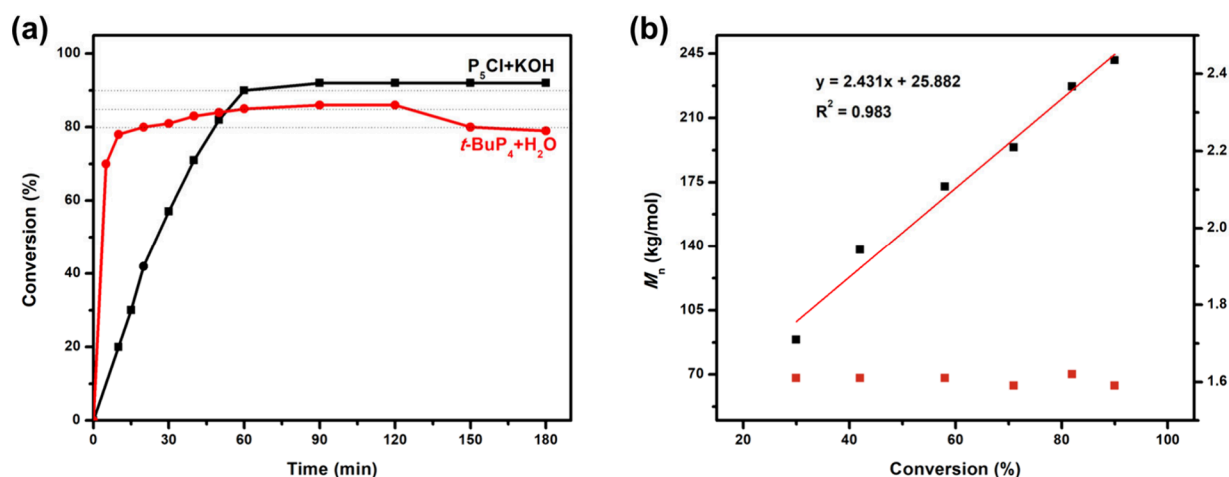 (a)
100
80
60
40
20
0
Conversion (%)
P5Cl+KOH
t-BuP4+H2O
0 30 60 90 120 150 180
Time (min)
(b)
245
210
175
140
105
70
Mn (kg/mol)
y = 2.431x + 25.882
R2 = 0.983
2.4
2.2
2.0
1.8
1.6
20 40 60 80 100
Conversion (%)